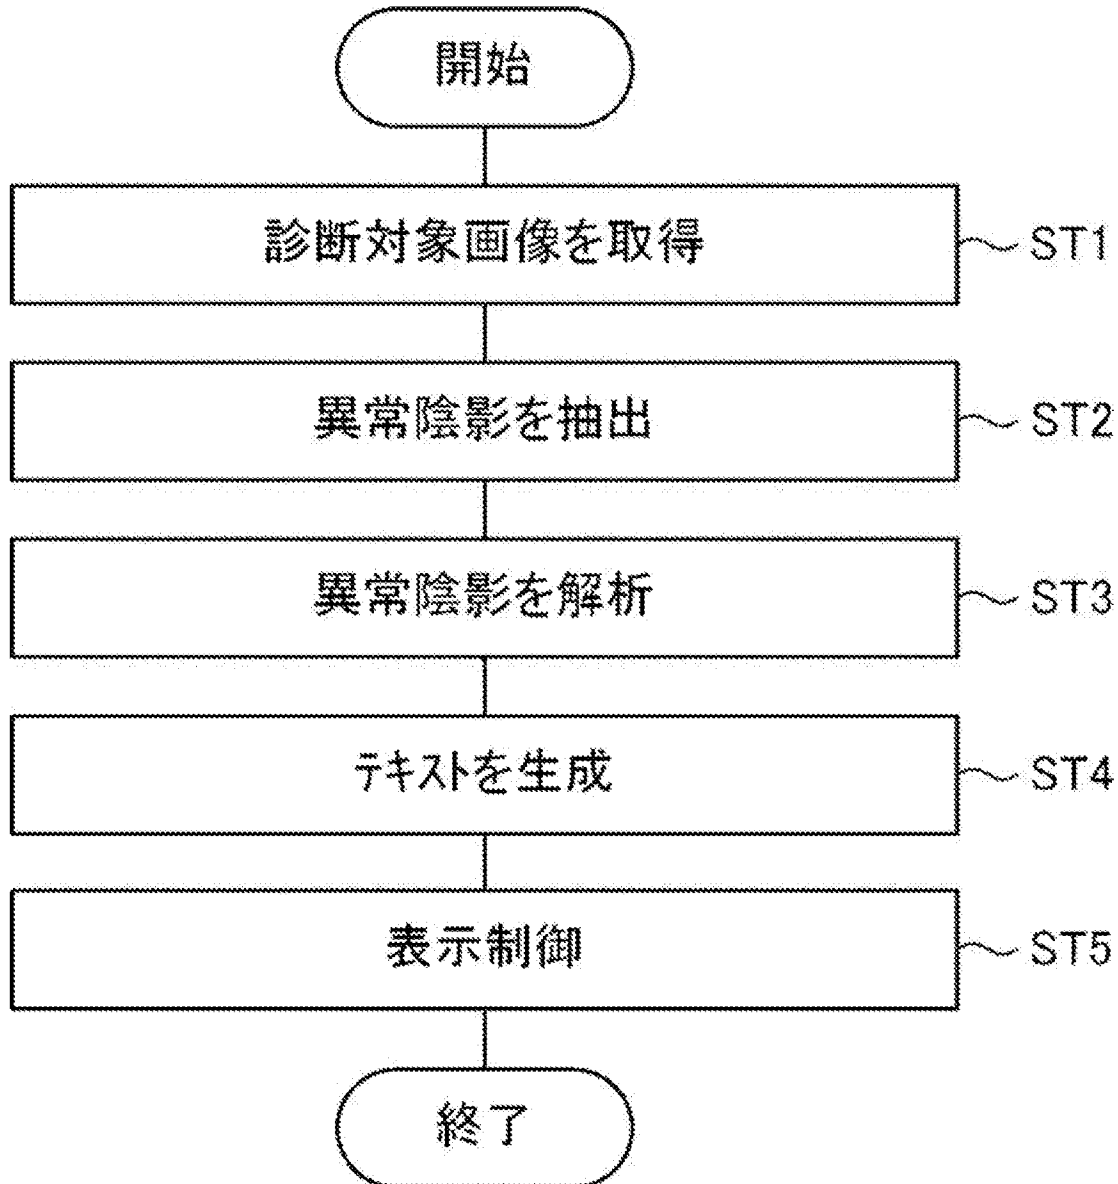 開始
診断対象画像を取得 ST1
異常陰影を抽出 ST2
異常陰影を解析 ST3
テキストを生成 ST4
表示制御 ST5
終了